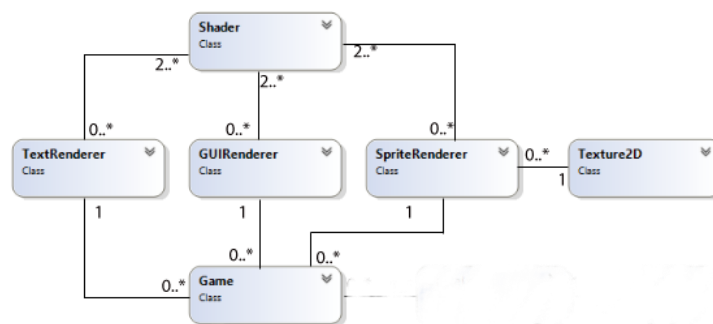 Shader
Class
2..*
2..*
2..*
0..*
0..*
0..*
TextRenderer
Class
GUIRenderer
Class
SpriteRenderer
Class
0..*
1
Texture2D
Class
1
1
1
0..*
0..*
0..*
Game
Class